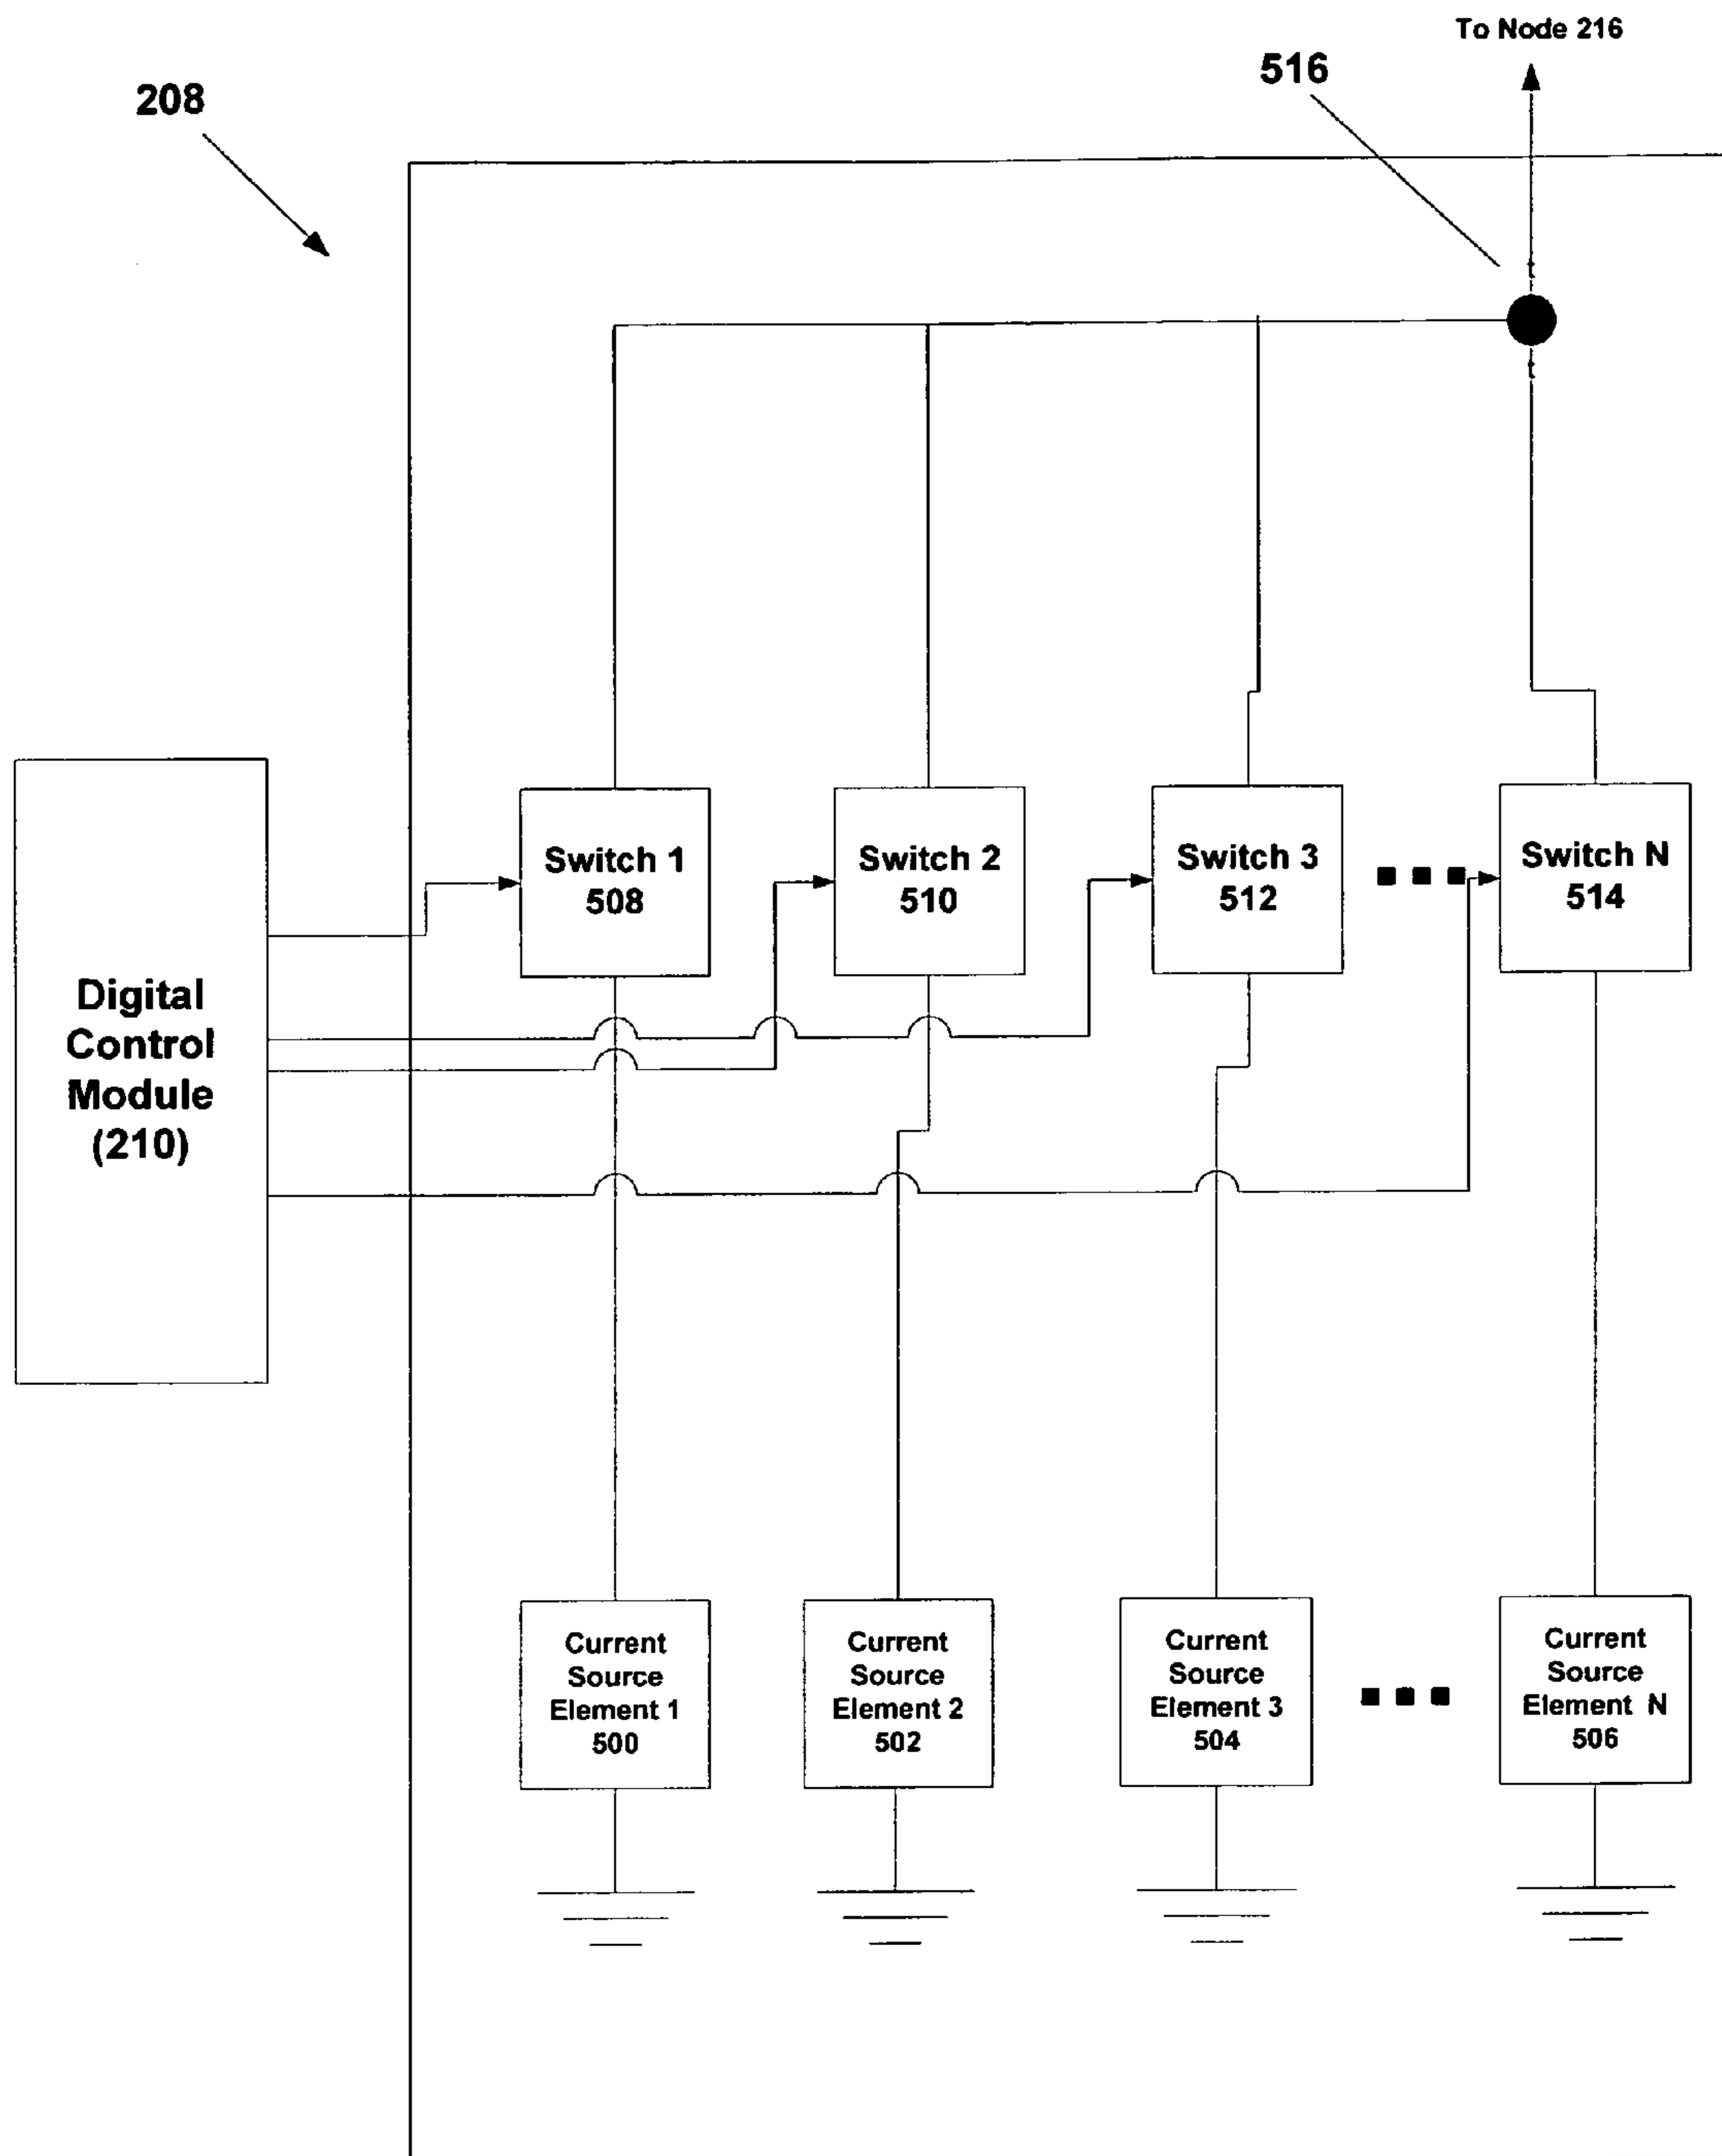 To Node 216
516
208
Switch 1
508
Switch 2
510
Switch 3
512
Switch N
514
Digital
Control
Module
(210)
Current
Source
Element 1
500
Current
Source
Element 2
502
Current
Source
Element 3
504
Current
Source
Element N
506